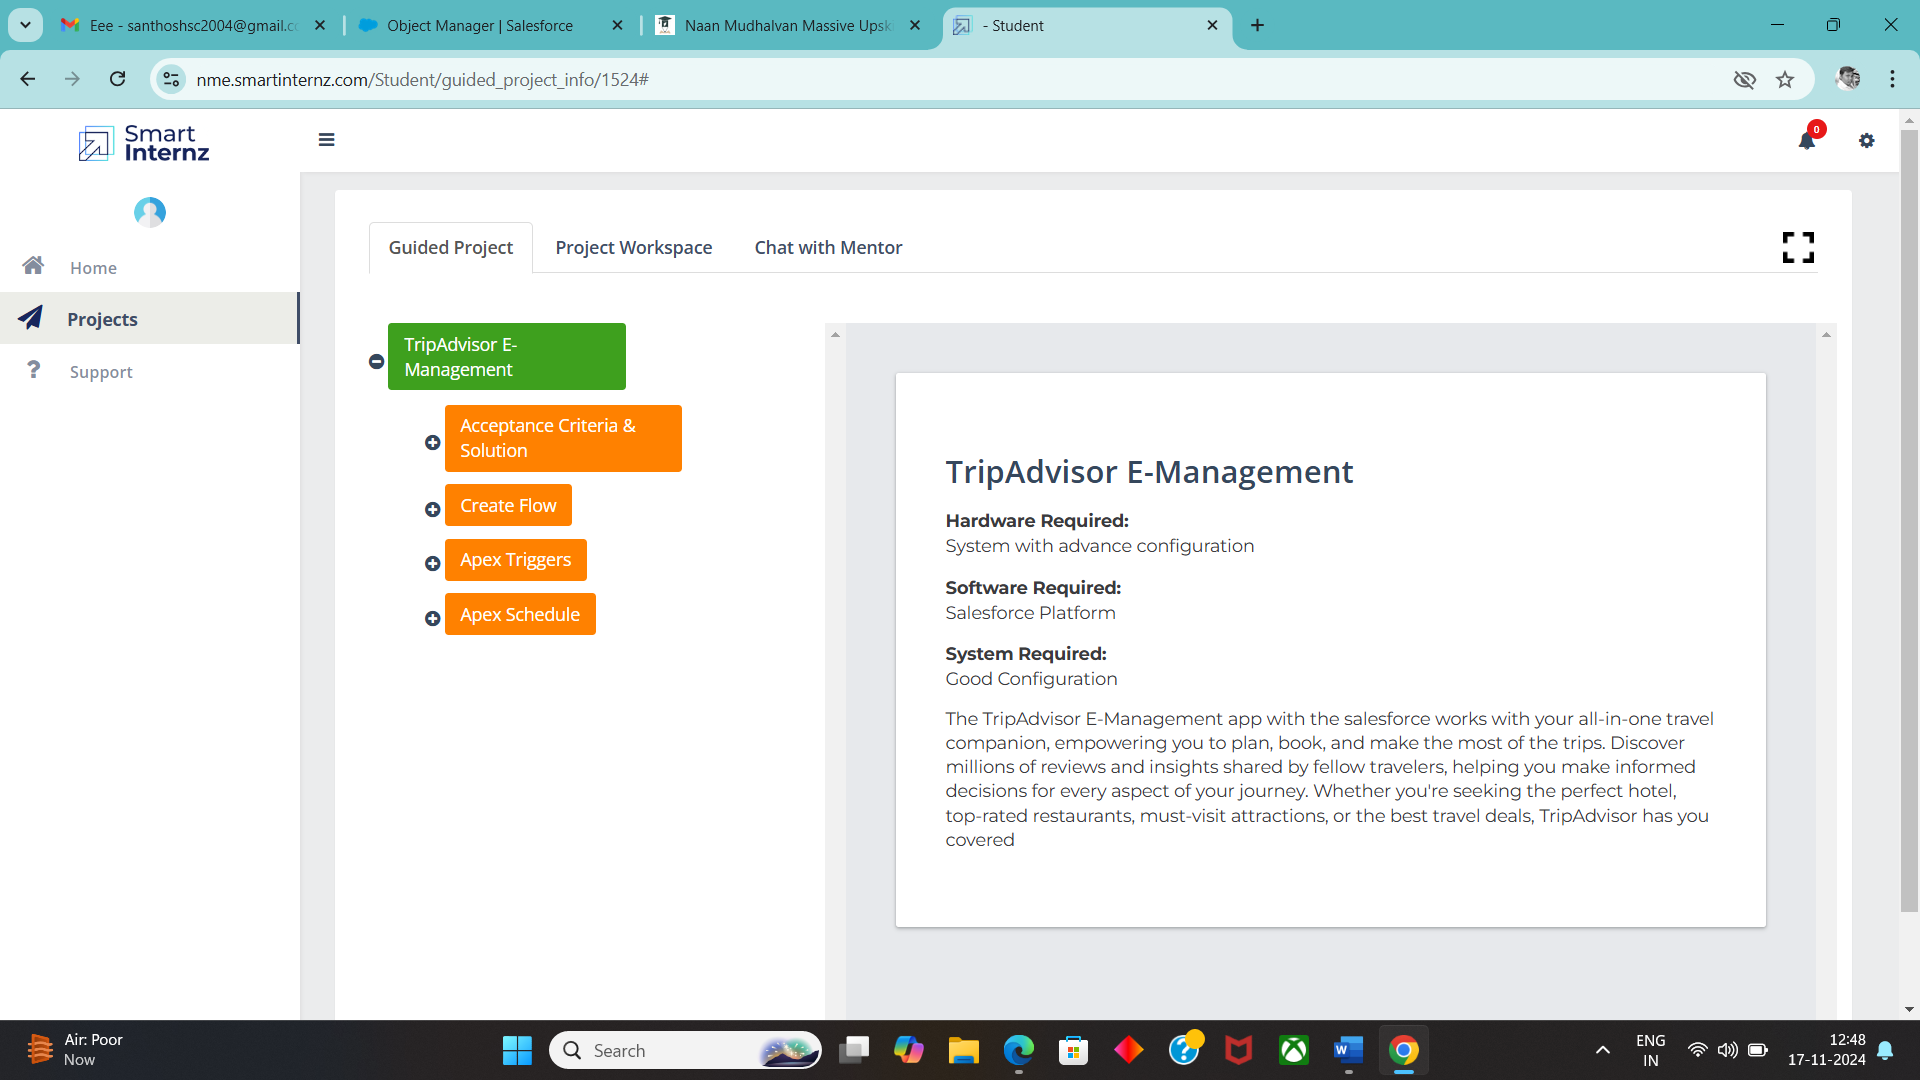 Eee - santhoshsc2004@gmail.co
Object Manager | Salesforce
Naan Mudhalvan Massive Upsk
- Student
nme.smartinternz.com/Student/guided_project_info/1524#
Smart
Internz
0
Home
Projects
Support
Guided Project
Project Workspace
Chat with Mentor
TripAdvisor E-
Management
Acceptance Criteria &
Solution
Create Flow
Apex Triggers
Apex Schedule
TripAdvisor E-Management
Hardware Required:
System with advance configuration
Software Required:
Salesforce Platform
System Required:
Good Configuration
The TripAdvisor E-Management app with the salesforce works with your all-in-one travel
companion, empowering you to plan, book, and make the most of the trips. Discover
millions of reviews and insights shared by fellow travelers, helping you make informed
decisions for every aspect of your journey. Whether you're seeking the perfect hotel,
top-rated restaurants, must-visit attractions, or the best travel deals, TripAdvisor has you
covered
Air: Poor
Now
Search
ENG
IN
12:48
17-11-2024